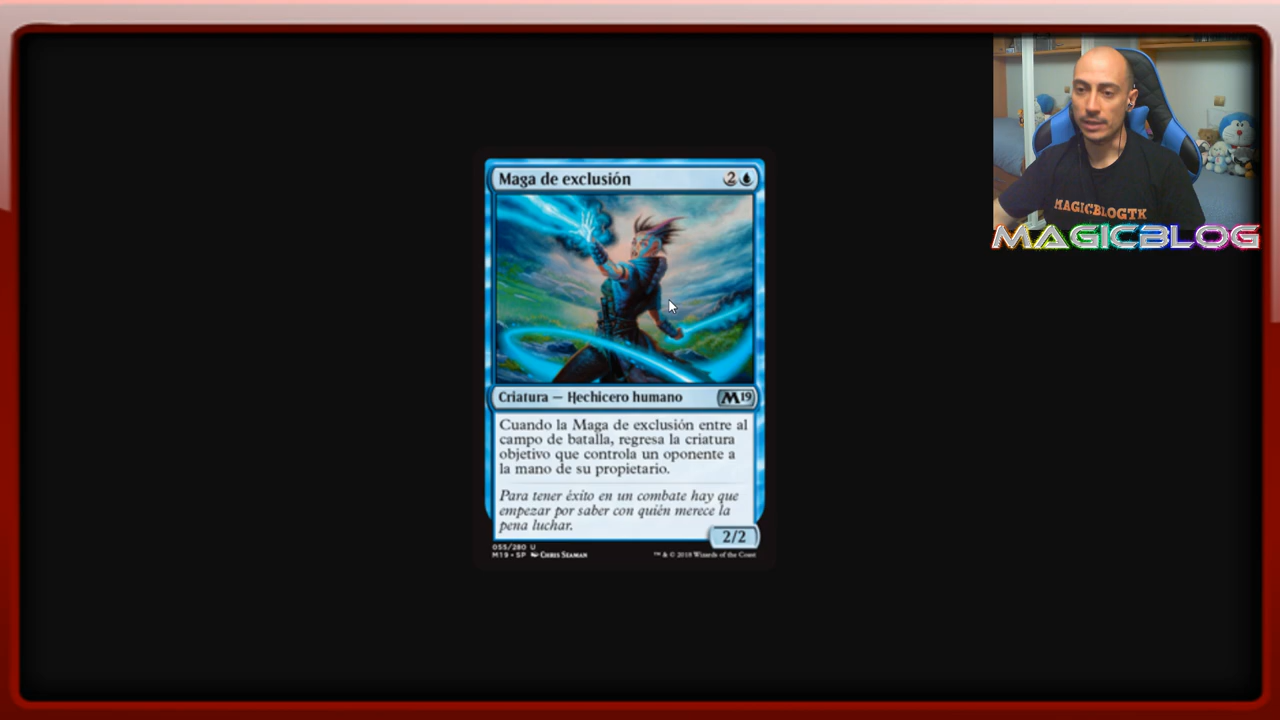 Maga de exclusión
2
Criatura — Hechicero humano
M19
Cuando la Maga de exclusión entre al
campo de batalla, regresa la criatura
objetivo que controla un oponente a
la mano de su propietario.
Para tener éxito en un combate hay que
empezar por saber con quién merece la
pena luchar.
2/2
055/280 U
M19 • SP Chris Seaman
™ & © 2018 Wizards of the Coast
MAGICBLOGTK
MAGICBLOG